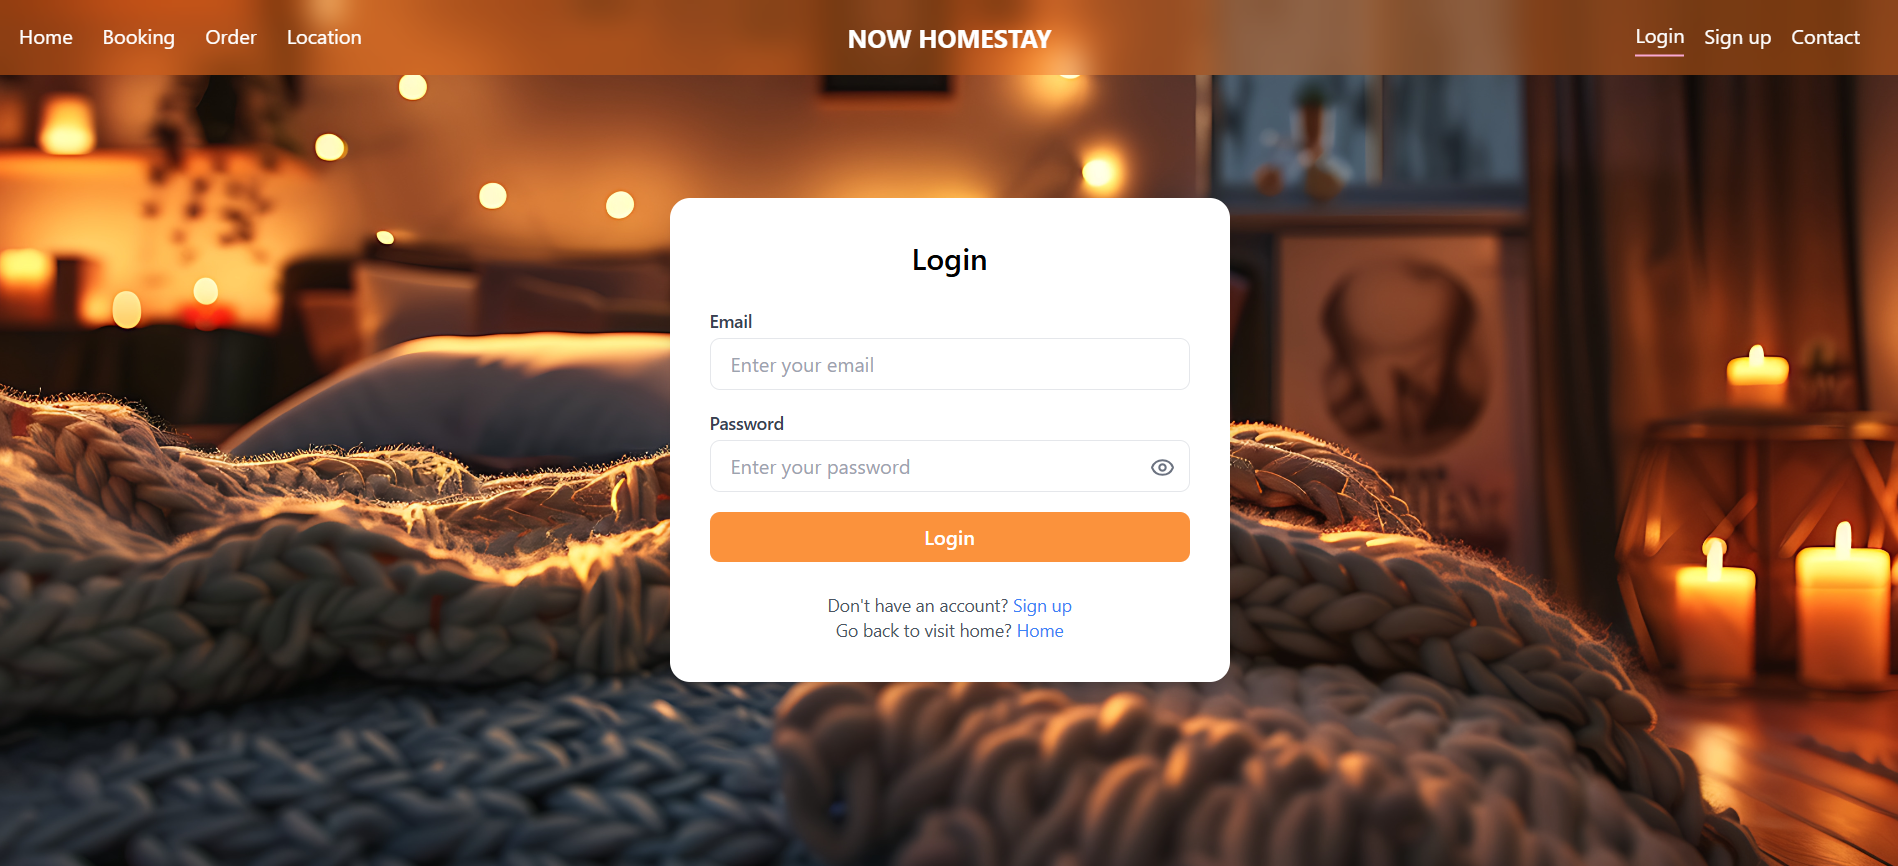 Home Booking Order Location NOW HOMESTAY Login Sign up Contact
Login
Email
Enter your email
Password
Enter your password
Login
Don't have an account? Sign up
Go back to visit home? Home